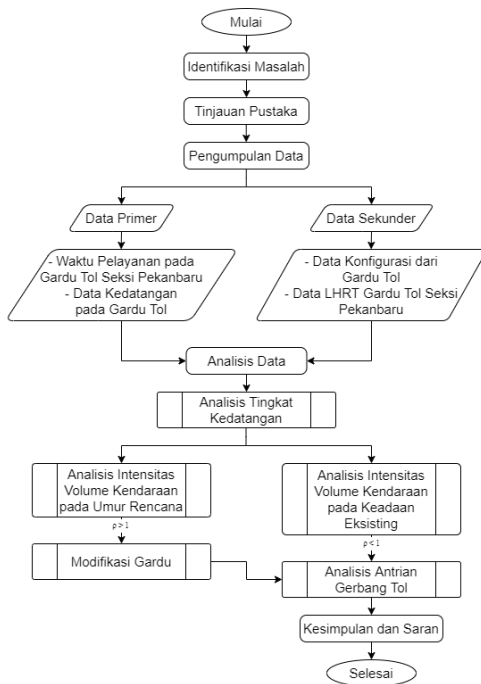 Mulai
Identifikasi Masalah
Tinjauan Pustaka
Pengumpulan Data
Data Primer
Data Sekunder
- Waktu Pelayanan pada
Gardu Tol Seksi Pekanbaru
- Data Kedatangan
pada Gardu Tol
- Data Konfigurasi dari
Gardu Tol
- Data LHRT Gardu Tol Seksi
Pekanbaru
Analisis Data
Analisis Tingkat
Kedatangan
Analisis Intensitas
Volume Kendaraan
pada Umur Rencana
Analisis Intensitas
Volume Kendaraan
pada Keadaan
Eksisting
ρ > 1
ρ < 1
Modifikasi Gardu
Analisis Antrian
Gerbang Tol
Kesimpulan dan Saran
Selesai